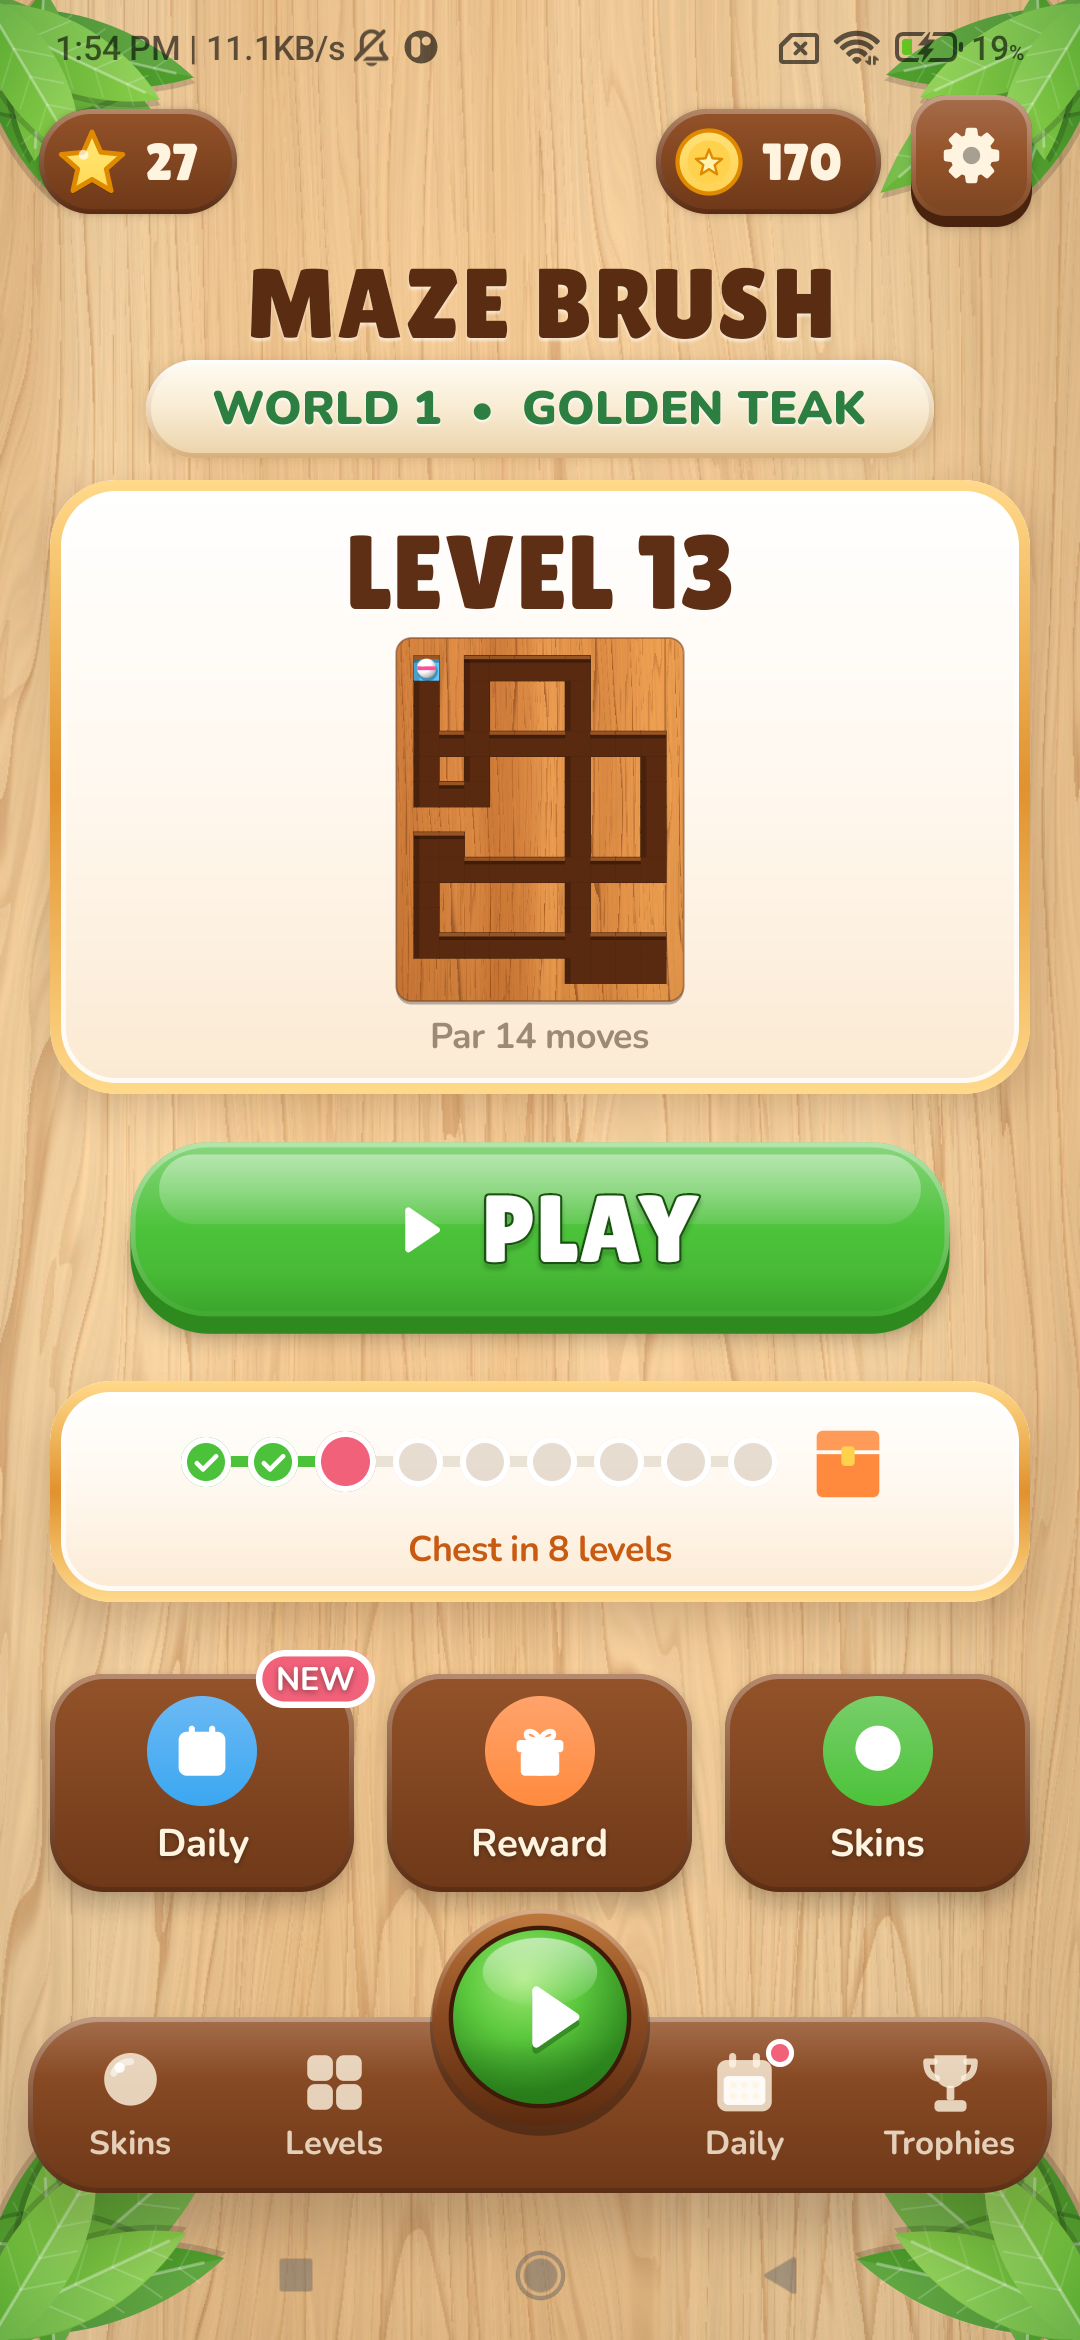 1:54 PM | 11.1KB/s 19%
27 170
MAZE BRUSH
WORLD 1 • GOLDEN TEAK
LEVEL 13
Par 14 moves
PLAY
Chest in 8 levels
NEW
Daily Reward Skins
Skins Levels Daily Trophies